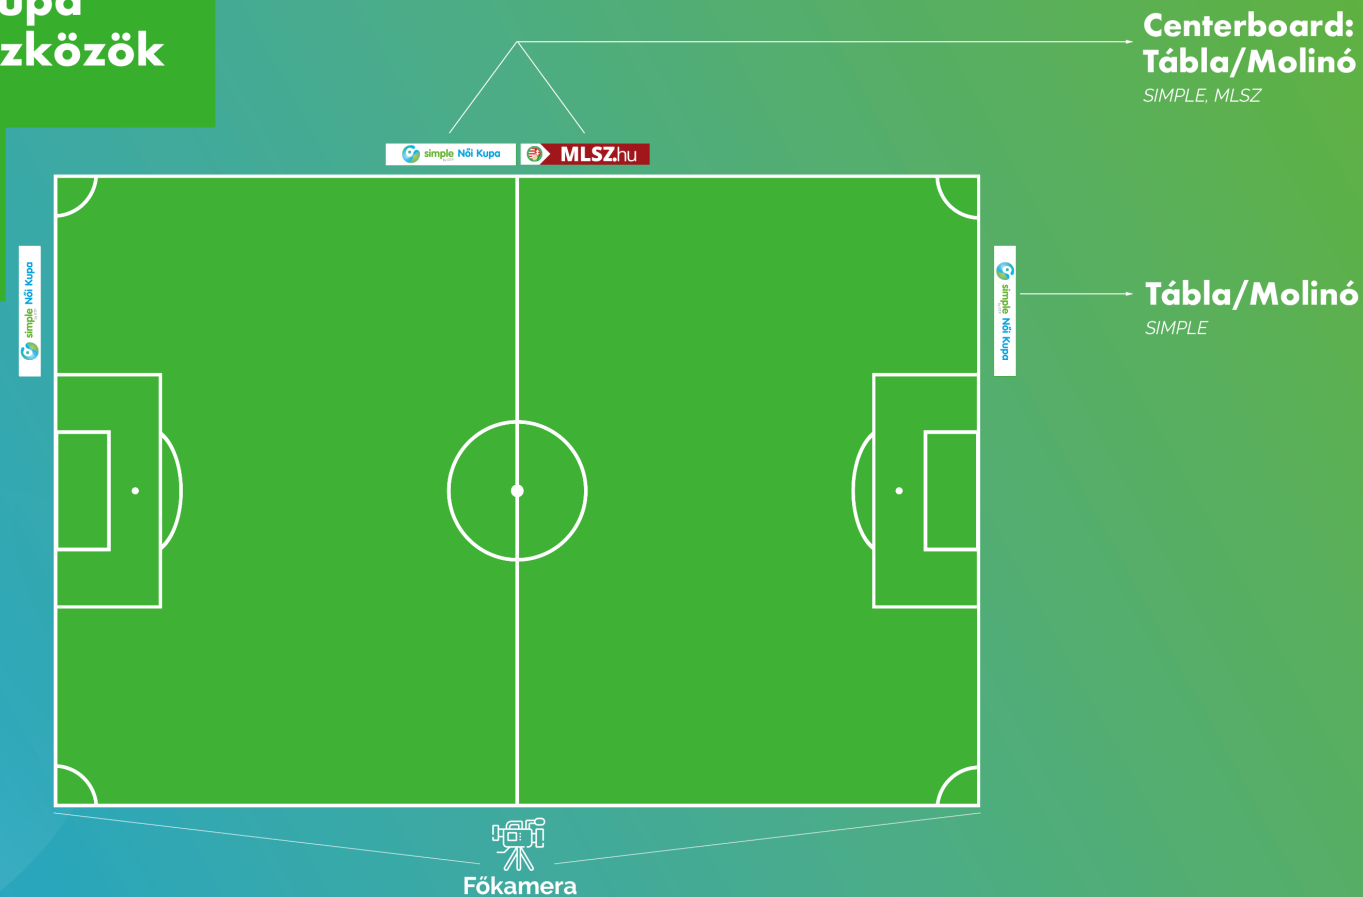 upa
zközök
Centerboard:
Tábla/Molinó
SIMPLE, MLSZ
simple Női Kupa
MLSZ.hu
simple Női Kupa
simple Női Kupa
Tábla/Molinó
SIMPLE
Főkamera